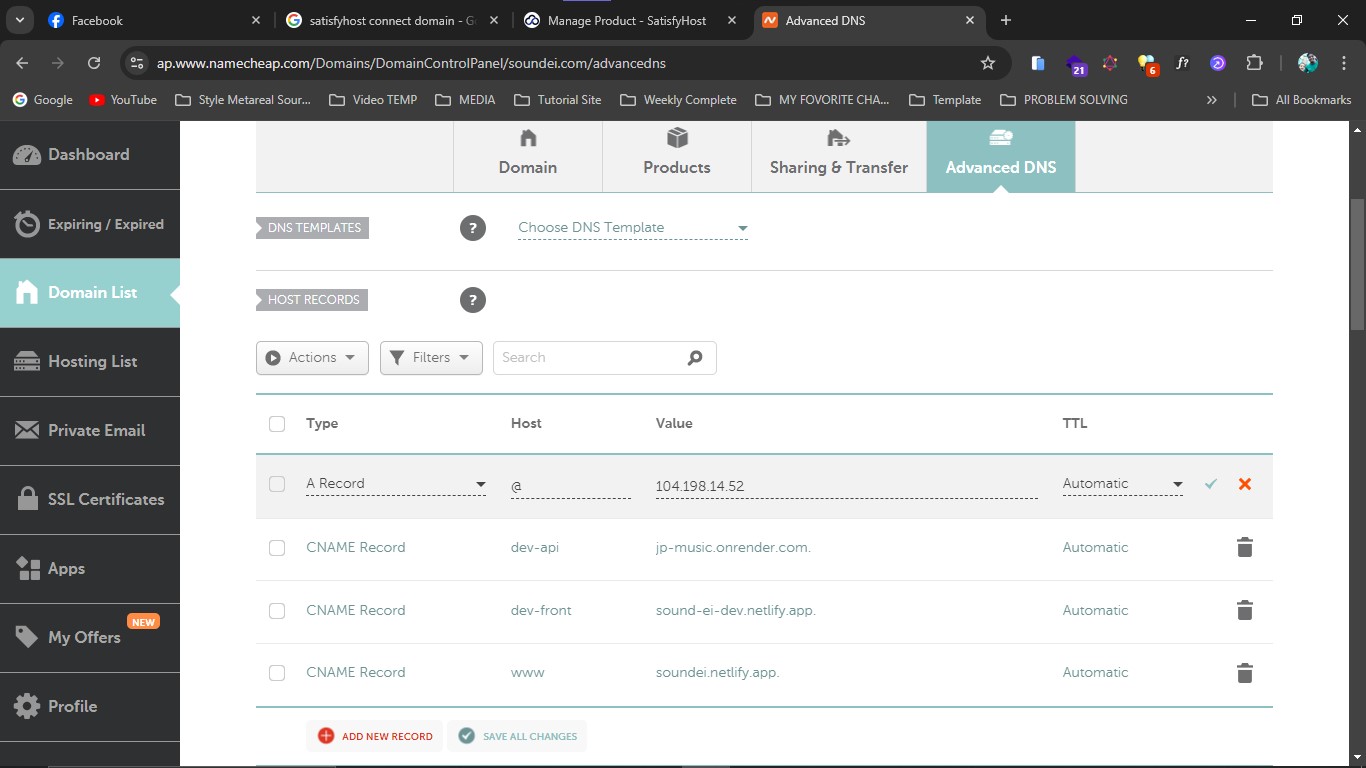 Facebook
satisfyhost connect domain - G
Manage Product - SatisfyHost
Advanced DNS
ap.www.namecheap.com/Domains/DomainControlPanel/soundei.com/advancedns
21
6
f?
Google
YouTube
Style Metareal Sour...
Video TEMP
MEDIA
Tutorial Site
Weekly Complete
MY FOVORITE CHA...
Template
PROBLEM SOLVING
»
All Bookmarks
Dashboard
Expiring / Expired
Domain List
Hosting List
Private Email
SSL Certificates
Apps
NEW
My Offers
Profile
Domain
Products
Sharing & Transfer
Advanced DNS
DNS TEMPLATES
?
Choose DNS Template
HOST RECORDS
?
Actions
Filters
Search
Type Host Value TTL
A Record @ 104.198.14.52 Automatic
CNAME Record dev-api jp-music.onrender.com. Automatic
CNAME Record dev-front sound-ei-dev.netlify.app. Automatic
CNAME Record www soundei.netlify.app. Automatic
ADD NEW RECORD
SAVE ALL CHANGES